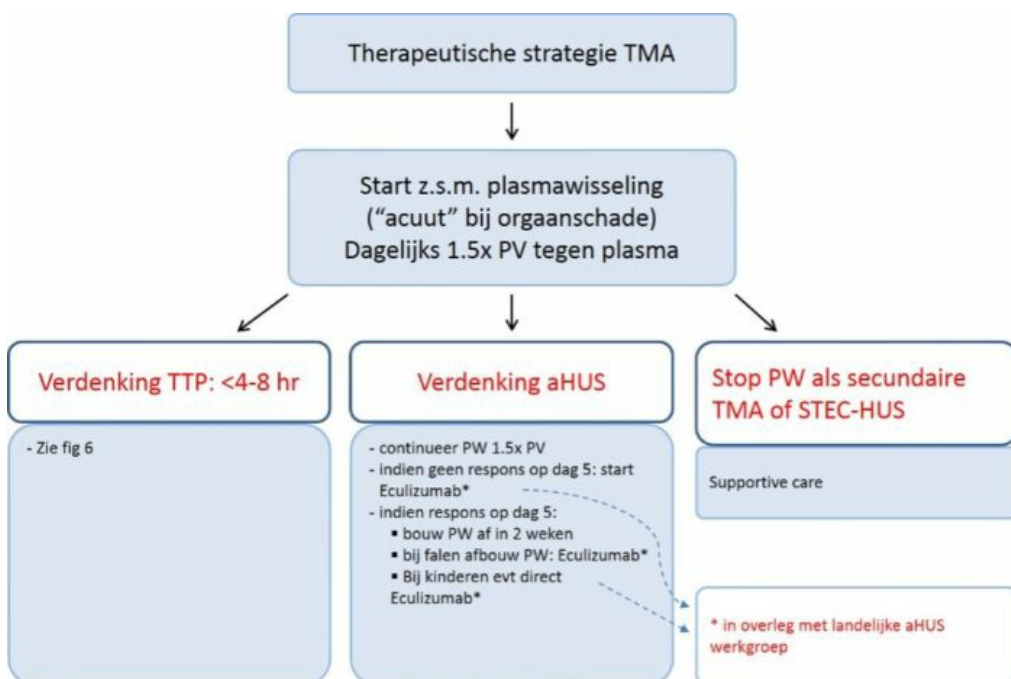 Therapeutische strategie TMA
Start z.s.m. plasmawisseling
(“acuut” bij orgaanschade)
Dagelijks 1.5x PV tegen plasma
Verdenking TTP: <4-8 hr
- Zie fig 6
Verdenking aHUS
- continueer PW 1.5x PV
- indien geen respons op dag 5: start
Eculizumab*
- indien respons op dag 5:
▪ bouw PW af in 2 weken
▪ bij falen afbouw PW: Eculizumab*
▪ Bij kinderen evt direct
Eculizumab*
Stop PW als secundaire
TMA of STEC-HUS
Supportive care
* in overleg met landelijke aHUS
werkgroep